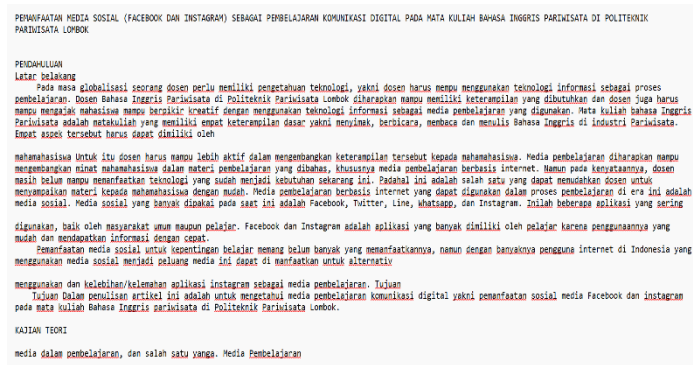 PEMANFAATAN MEDIA SOSIAL (FACEBOOK DAN INSTAGRAM) SEBAGAI PEMBELAJARAN KOMUNIKASI DIGITAL PADA MATA KULIAH BAHASA INGGRIS PARIWISATA DI POLITEKNIK
PARIWISATA LOMBOK
PENDAHULUAN
Latar belakang
Pada masa globalisasi seorang dosen perlu memiliki pengetahuan teknologi, yakni dosen harus mempu menggunakan teknologi informasi sebagai proses
pembelajaran. Dosen Bahasa Inggris Pariwisata di Politeknik Pariwisata Lombok diharapkan mampu memiliki keterampilan yang dibutuhkan dan dosen juga harus
mampu mengajak mahasiswa mampu berpikir kreatif dengan menggunakan teknologi informasi sebagai media pembelajaran yang digunakan. Mata kuliah bahasa Inggris
Pariwisata adalah matakuliah yang memiliki empat keterampilan dasar yakni menyimak, berbicara, membaca dan menulis Bahasa Inggris di industri Pariwisata.
Empat aspek tersebut harus dapat dimiliki oleh
mahamahasiswa Untuk itu dosen harus mampu lebih aktif dalam mengembangkan keterampilan tersebut kepada mahamahasiswa. Media pembelajaran diharapkan mampu
mengembangkan minat mahamahasiswa dalam materi pembelajaran yang dibahas, khususnya media pembelajaran berbasis internet. Namun pada kenyataannya, dosen
masih belum mampu memanfaatkan teknologi yang sudah menjadi kebutuhan sekarang ini. Padahal ini adalah salah satu yang dapat memudahkan dosen untuk
menyampaikan materi kepada mahamahasiswa dengan mudah. Media pembelajaran berbasis internet yang dapat digunakan dalam proses pembelajaran di era ini adalah
media sosial. Media sosial yang banyak dipakai pada saat ini adalah Facebook, Twitter, Line, whatsapp, dan Instagram. Inilah beberapa aplikasi yang sering
digunakan, baik oleh masyarakat umum maupun pelajar. Facebook dan Instagram adalah aplikasi yang banyak dimiliki oleh pelajar karena penggunaannya yang
mudah dan mendapatkan informasi dengan cepat.
Pemanfaatan media sosial untuk kepentingan belajar memang belum banyak yang memanfaatkannya, namun dengan banyaknya pengguna internet di Indonesia yang
menggunakan media sosial menjadi peluang media ini dapat di manfaatkan untuk alternativ
menggunakan dan kelebihan/kelemahan aplikasi instagram sebagai media pembelajaran. Tujuan
Tujuan Dalam penulisan artikel ini adalah untuk mengetahui media pembelajaran komunikasi digital yakni pemanfaatan sosial media Facebook dan instagram
pada mata kuliah Bahasa Inggris pariwisata di Politeknik Pariwisata Lombok.
KAJIAN TEORI
media dalam pembelajaran, dan salah satu yanga. Media Pembelajaran